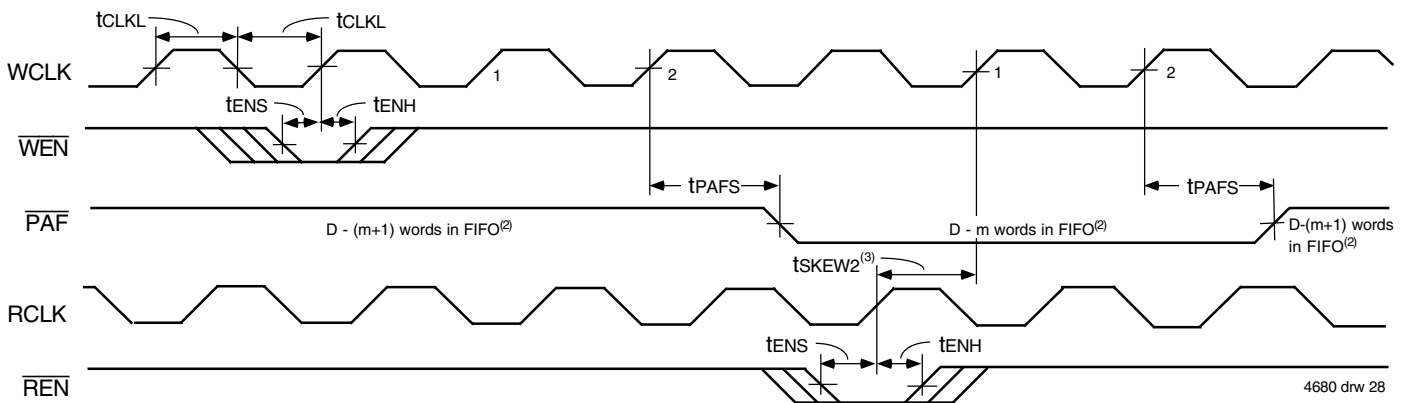 tCLKL tCLKL
WCLK 1 2 1 2
tENS tENH
WEN
tPAFS tPAFS
PAF
D - (m+1) words in FIFO(2) D - m words in FIFO(2) D-(m+1) words
in FIFO(2)
tSKEW2(3)
RCLK
tENS tENH
REN
4680 drw 28